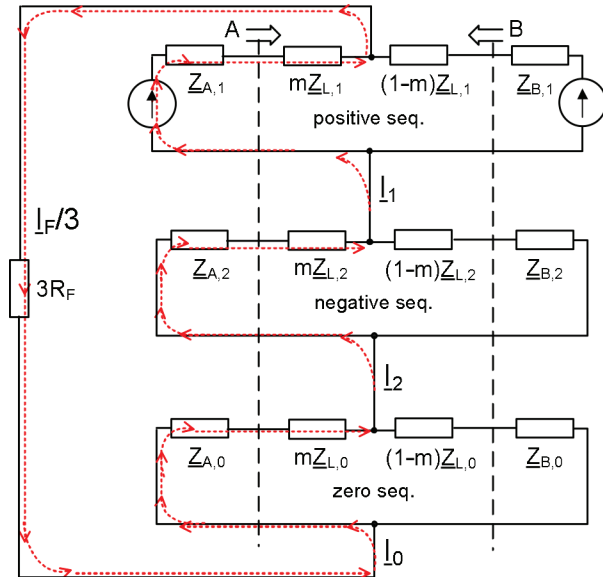 A
B
Z_A,1
mZ_L,1
(1-m)Z_L,1
Z_B,1
positive seq.
I_1
I_F/3
3R_F
Z_A,2
mZ_L,2
(1-m)Z_L,2
Z_B,2
negative seq.
I_2
Z_A,0
mZ_L,0
(1-m)Z_L,0
Z_B,0
zero seq.
I_0